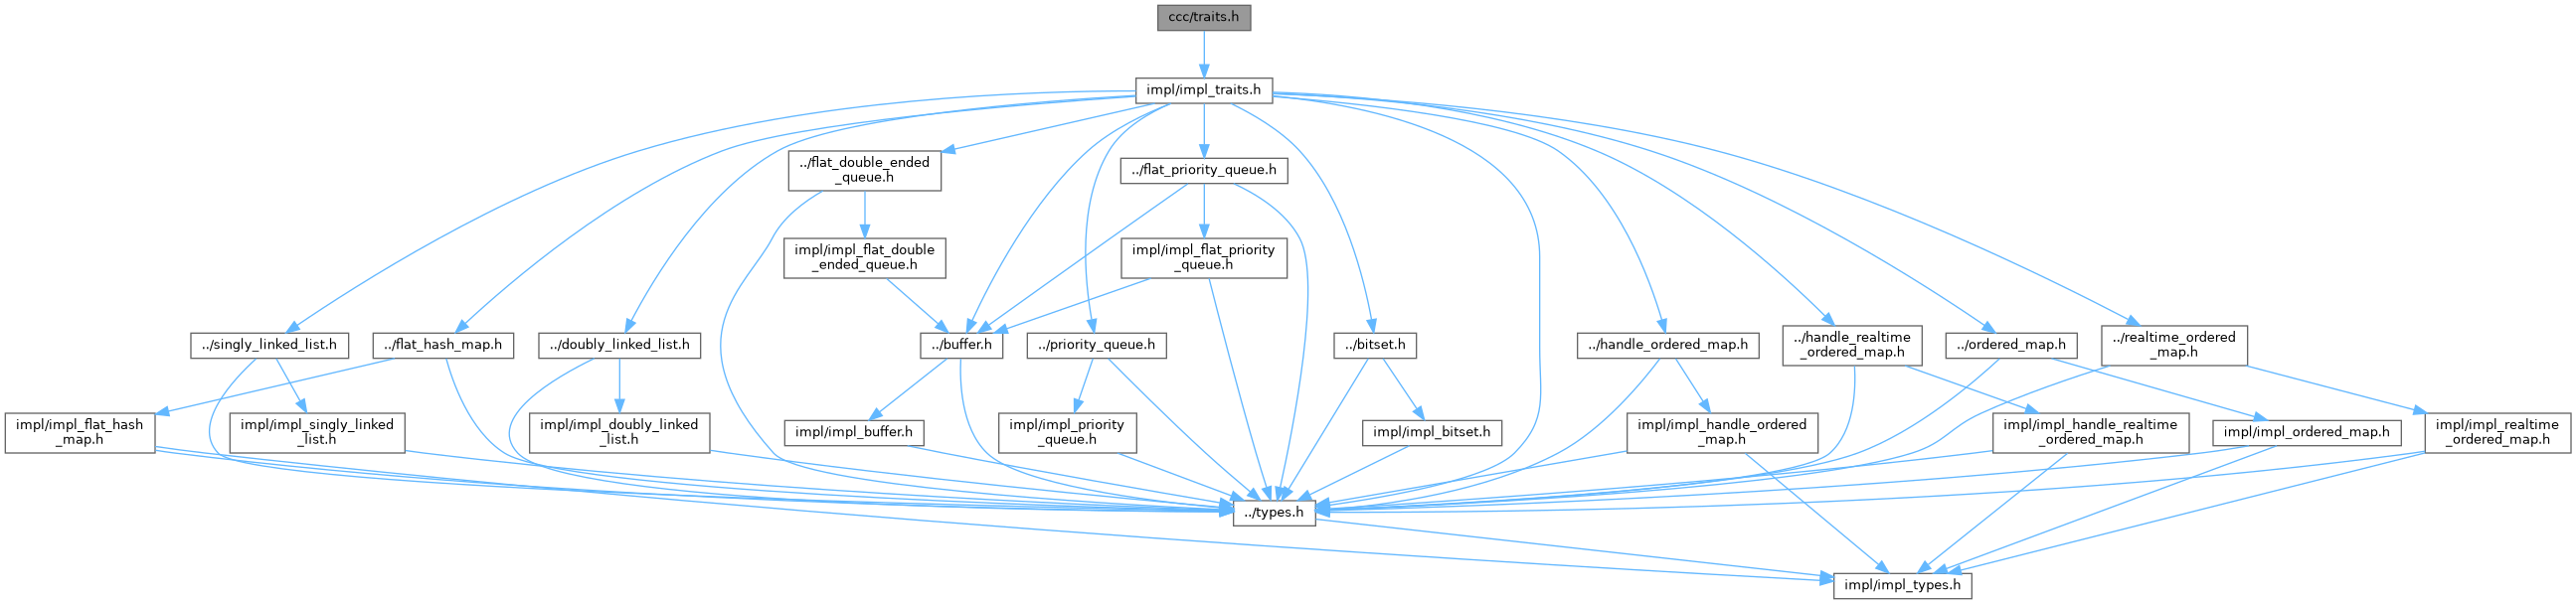 ccc/traits.h
impl/impl_traits.h
../flat_double_ended
_queue.h
../flat_priority_queue.h
impl/impl_flat_double
_ended_queue.h
impl/impl_flat_priority
_queue.h
../singly_linked_list.h
../flat_hash_map.h
../doubly_linked_list.h
../buffer.h
../priority_queue.h
../bitset.h
../handle_ordered_map.h
../handle_realtime
_ordered_map.h
../ordered_map.h
../realtime_ordered
_map.h
impl/impl_flat_hash
_map.h
impl/impl_singly_linked
_list.h
impl/impl_doubly_linked
_list.h
impl/impl_buffer.h
impl/impl_priority
_queue.h
impl/impl_bitset.h
impl/impl_handle_ordered
_map.h
impl/impl_handle_realtime
_ordered_map.h
impl/impl_ordered_map.h
impl/impl_realtime
_ordered_map.h
../types.h
impl/impl_types.h